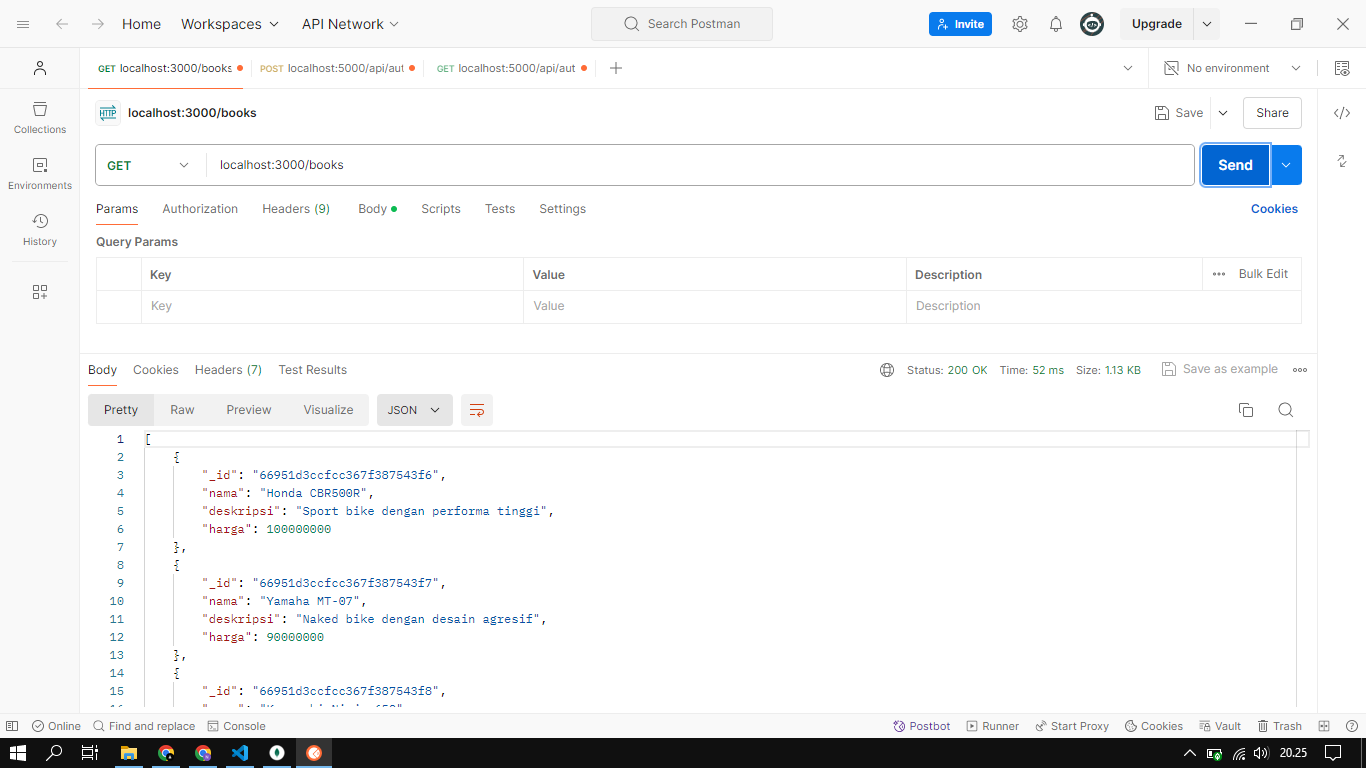 Home Workspaces API Network Search Postman Invite Upgrade
GET localhost:3000/books POST localhost:5000/api/aut GET localhost:5000/api/aut No environment
HTTP localhost:3000/books Save Share
GET localhost:3000/books Send
Params Authorization Headers (9) Body Scripts Tests Settings Cookies
Query Params
Key Value Description Bulk Edit
Key Value Description
Collections
Environments
History
Body Cookies Headers (7) Test Results Status: 200 OK Time: 52 ms Size: 1.13 KB Save as example
Pretty Raw Preview Visualize JSON
1 [
2 {
3 "_id": "66951d3ccfcc367f387543f6",
4 "nama": "Honda CBR500R",
5 "deskripsi": "Sport bike dengan performa tinggi",
6 "harga": 100000000
7 },
8 {
9 "_id": "66951d3ccfcc367f387543f7",
10 "nama": "Yamaha MT-07",
11 "deskripsi": "Naked bike dengan desain agresif",
12 "harga": 90000000
13 },
14 {
15 "_id": "66951d3ccfcc367f387543f8",
Online Find and replace Console Postbot Runner Start Proxy Cookies Vault Trash
20.25